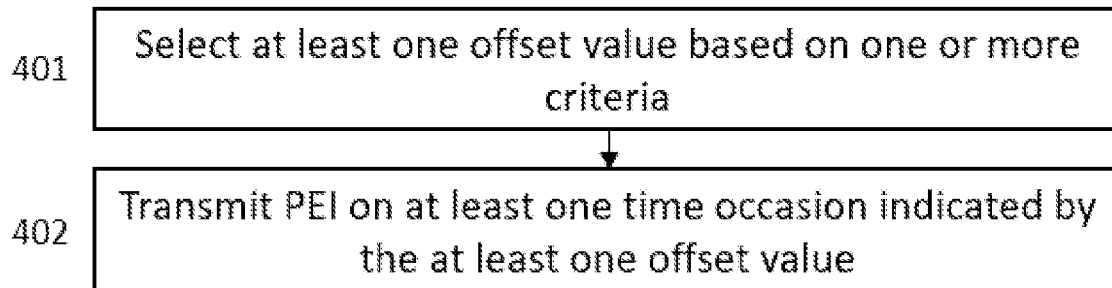 401
Select at least one offset value based on one or more
criteria
402
Transmit PEI on at least one time occasion indicated by
the at least one offset value